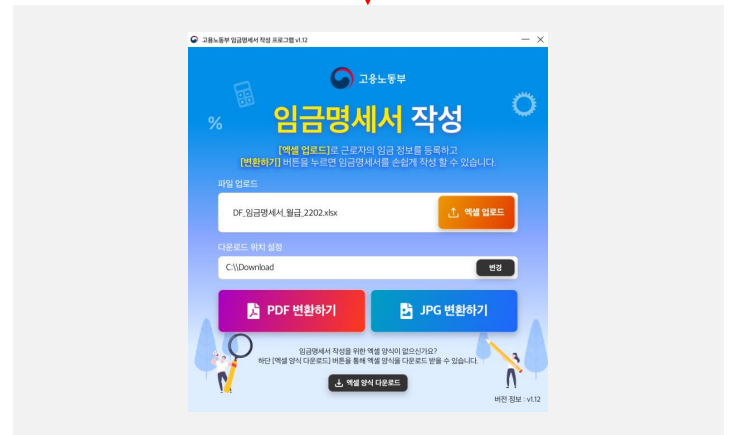 고용노동부 임금명세서 작성 프로그램 v1.12
고용노동부
%
임금명세서 작성
[엑셀 업로드]로 근로자의 임금 정보를 등록하고
[변환하기] 버튼을 누르면 임금명세서를 손쉽게 작성 할 수 있습니다.
파일 업로드
DF_임금명세서_월급_2202.xlsx
엑셀 업로드
다운로드 위치 설정
C:\\Download
변경
PDF 변환하기
JPG 변환하기
임금명세서 작성을 위한 엑셀 양식이 없으신가요?
하단 [엑셀 양식 다운로드] 버튼을 통해 엑셀 양식을 다운로드 받을 수 있습니다.
엑셀 양식 다운로드
버전 정보 : v1.12